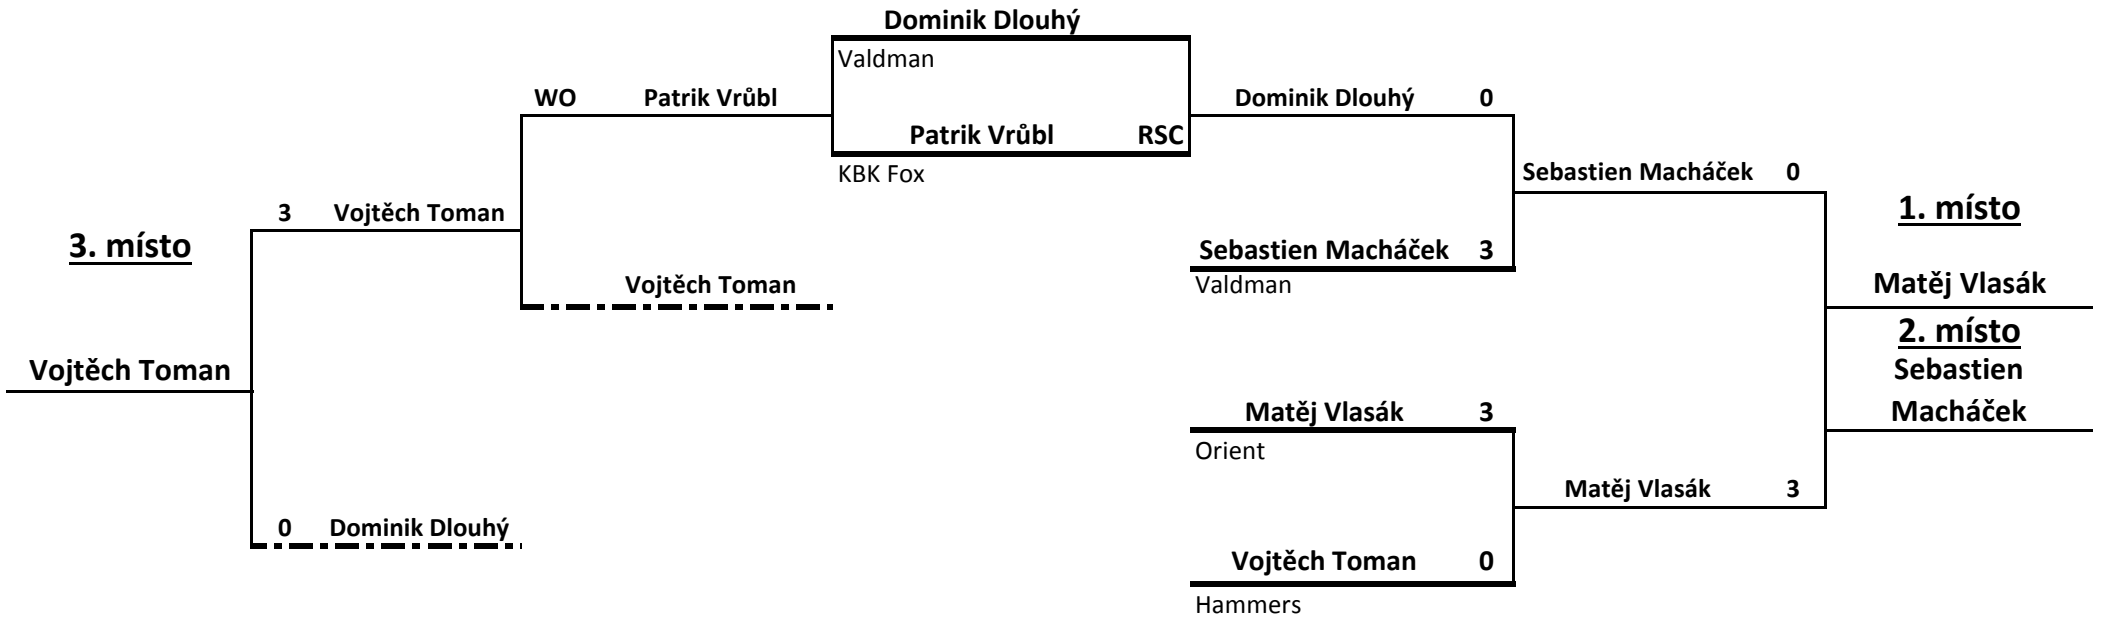 Dominik Dlouhý
Valdman
WO Patrik Vrůbl
Dominik Dlouhý 0
Patrik Vrůbl RSC
KBK Fox
Sebastien Macháček 0
3 Vojtěch Toman
1. místo
3. místo
Sebastien Macháček 3
Valdman
Vojtěch Toman
Matěj Vlasák
2. místo
Vojtěch Toman
Sebastien
Macháček
Matěj Vlasák 3
Orient
Matěj Vlasák 3
0 Dominik Dlouhý
Vojtěch Toman 0
Hammers